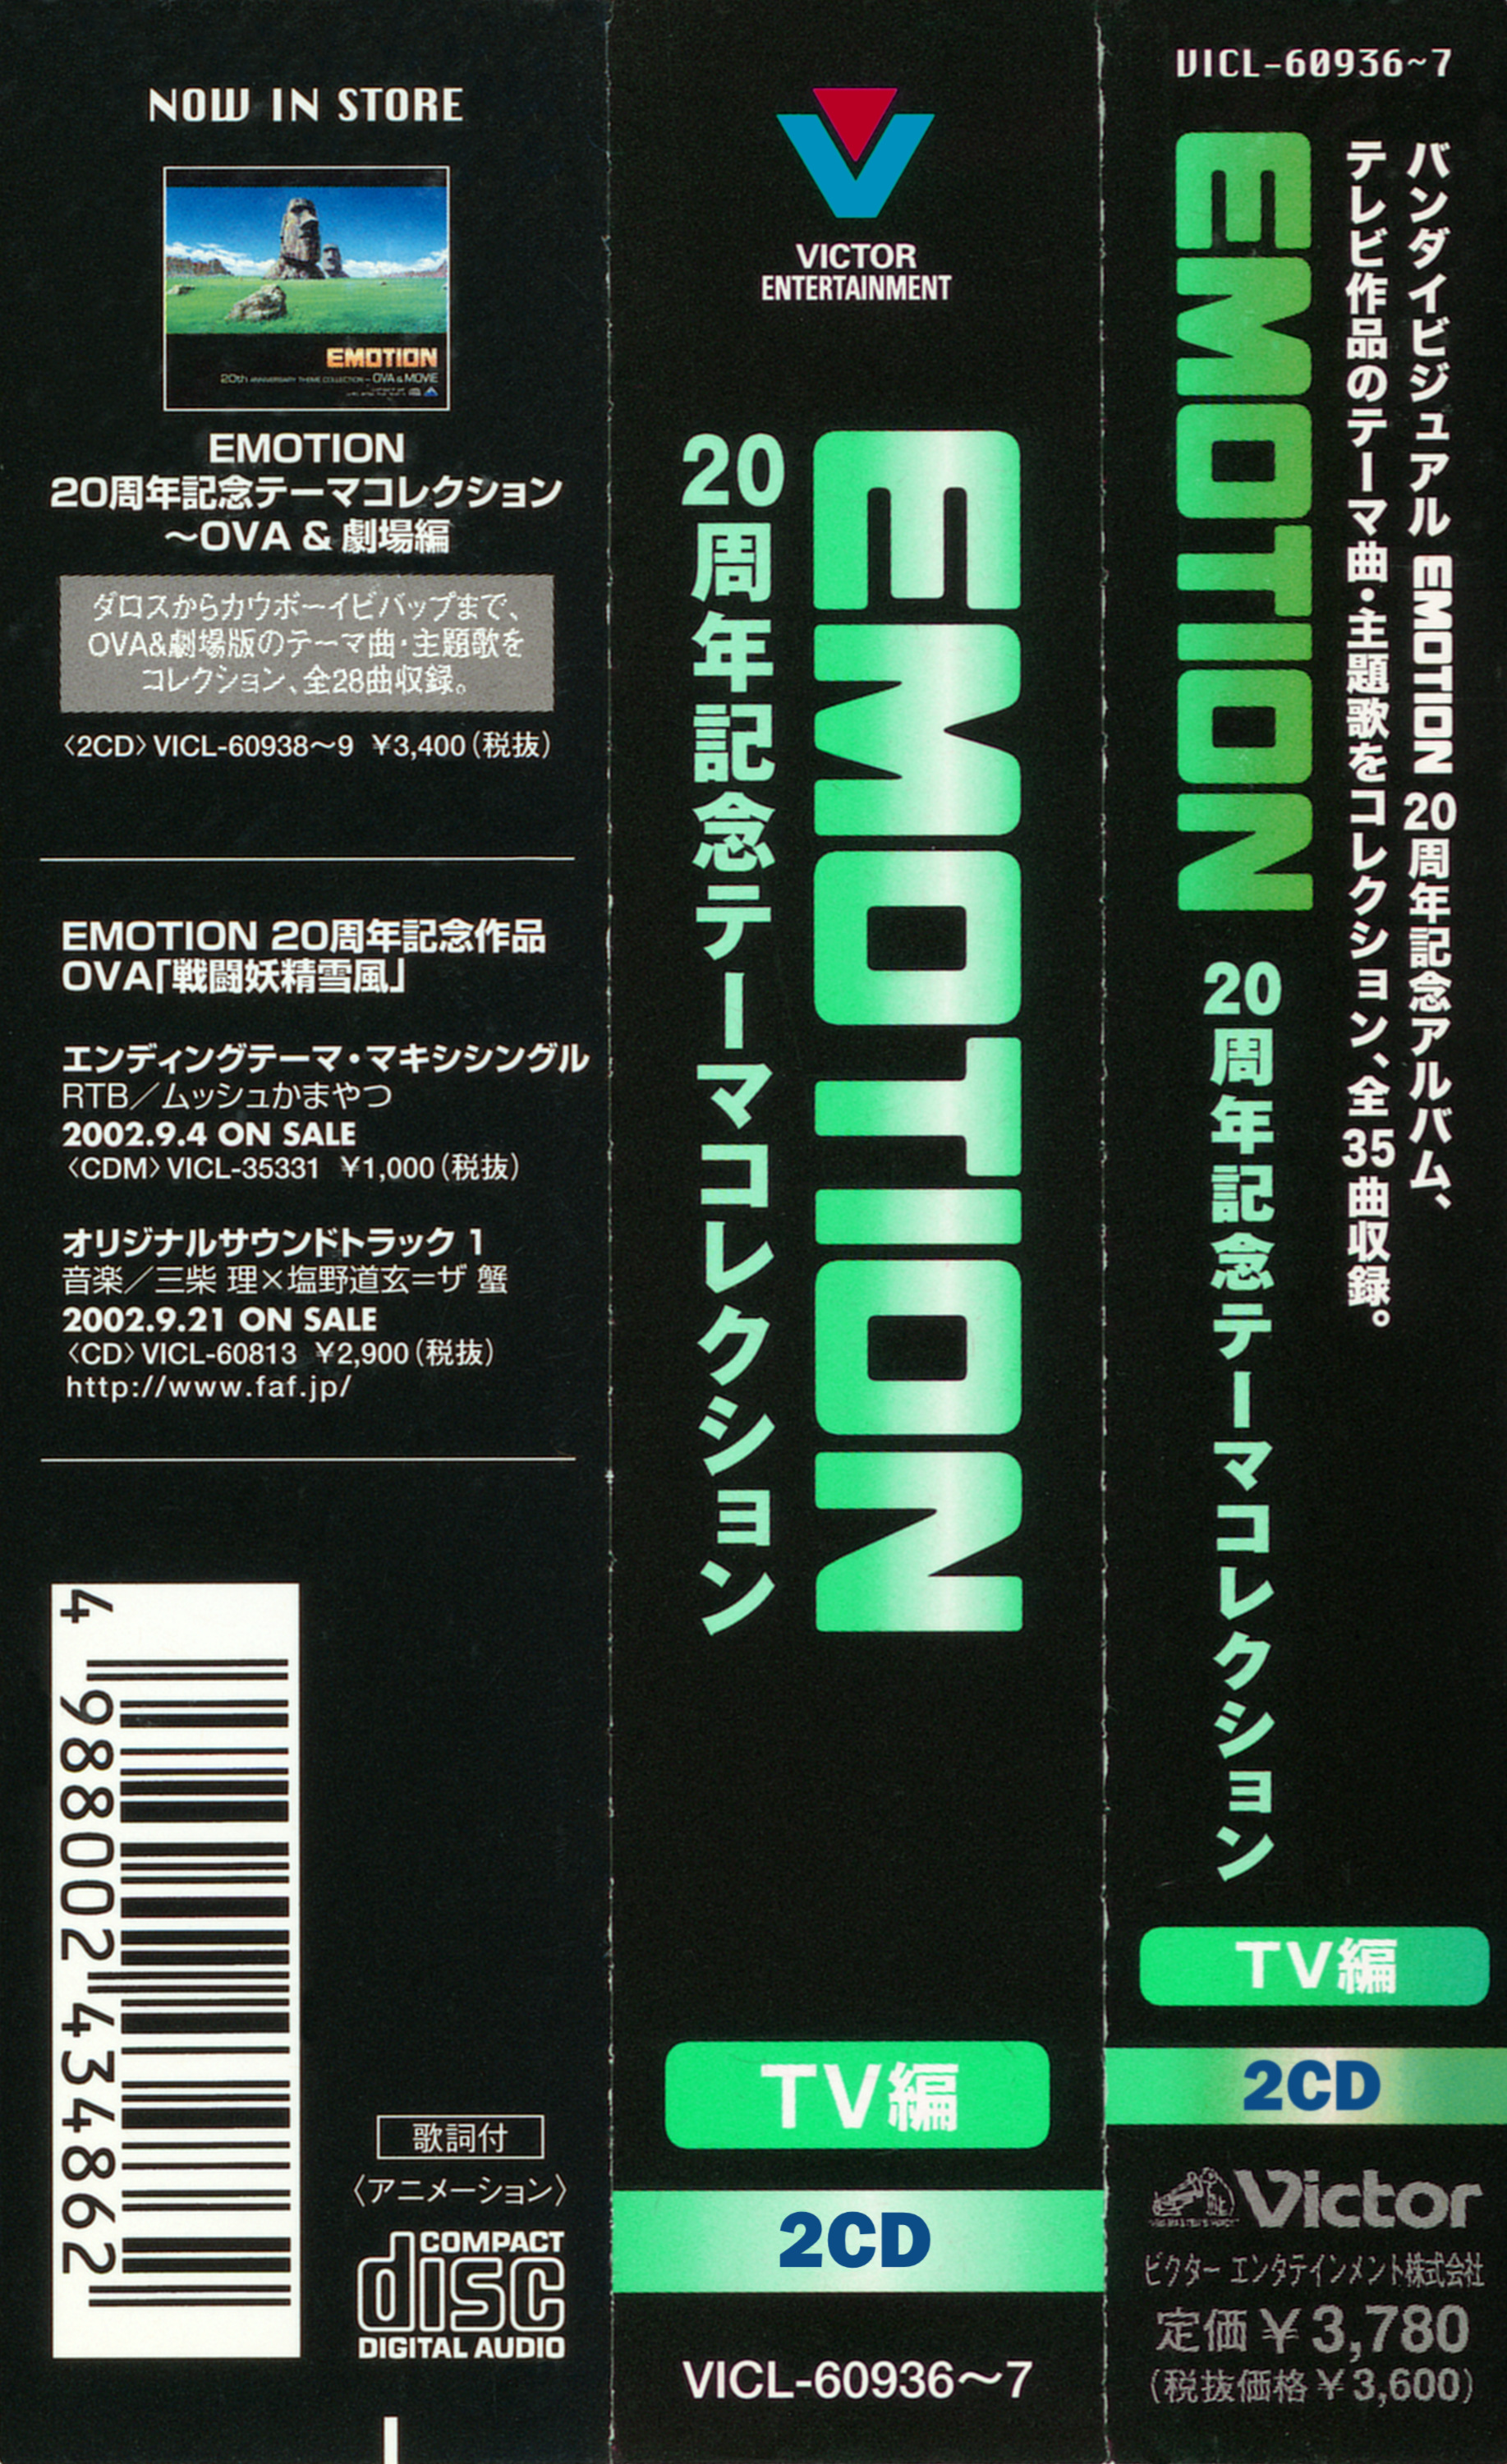 NOW IN STORE
EMOTION
20th ANNIVERSARY THEME COLLECTION - OVA & MOVIE
EMOTION
20周年記念テーマコレクション
〜OVA & 劇場編
ダロスからカウボーイビバップまで、
OVA&劇場版のテーマ曲・主題歌を
コレクション、全28曲収録。
〈2CD〉VICL-60938〜9 ¥3,400(税抜)
EMOTION 20周年記念作品
OVA「戦闘妖精雪風」
エンディングテーマ・マキシシングル
RTB/ムッシュかまやつ
2002.9.4 ON SALE
〈CDM〉VICL-35331 ¥1,000(税抜)
オリジナルサウンドトラック 1
音楽/三柴 理×塩野道玄=ザ 蟹
2002.9.21 ON SALE
〈CD〉VICL-60813 ¥2,900(税抜)
http://www.faf.jp/
4 988002 434862
歌詞付
〈アニメーション〉
COMPACT
disc
DIGITAL AUDIO
VICTOR
ENTERTAINMENT
EMOTION
20周年記念テーマコレクション
TV編
2CD
VICL-60936〜7
VICL-60936~7
バンダイビジュアル EMOTION 20周年記念アルバム、
テレビ作品のテーマ曲・主題歌をコレクション、全35曲収録。
EMOTION
20周年記念テーマコレクション
TV編
2CD
Victor
ビクター エンタテインメント株式会社
定価¥3,780
(税抜価格¥3,600)